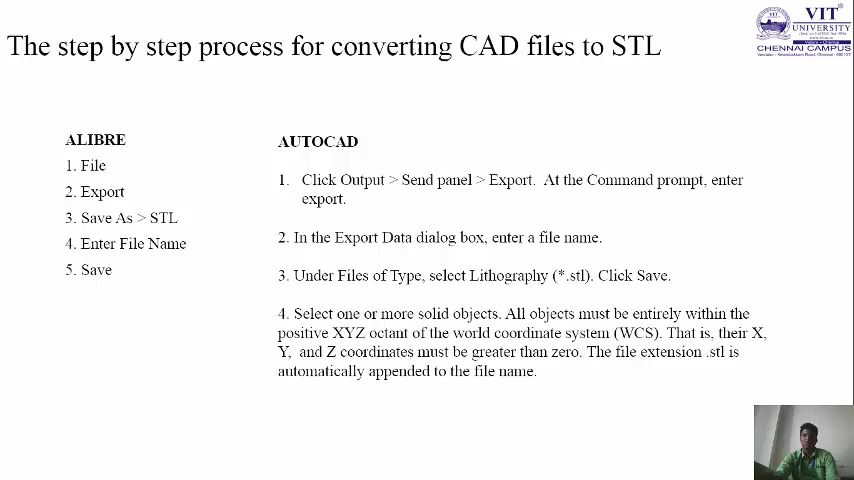 The step by step process for converting CAD files to STL
VIT
UNIVERSITY
CHENNAI CAMPUS
ALIBRE
1. File
2. Export
3. Save As > STL
4. Enter File Name
5. Save
AUTOCAD
1. Click Output > Send panel > Export. At the Command prompt, enter
export.
2. In the Export Data dialog box, enter a file name.
3. Under Files of Type, select Lithography (*.stl). Click Save.
4. Select one or more solid objects. All objects must be entirely within the
positive XYZ octant of the world coordinate system (WCS). That is, their X,
Y, and Z coordinates must be greater than zero. The file extension .stl is
automatically appended to the file name.